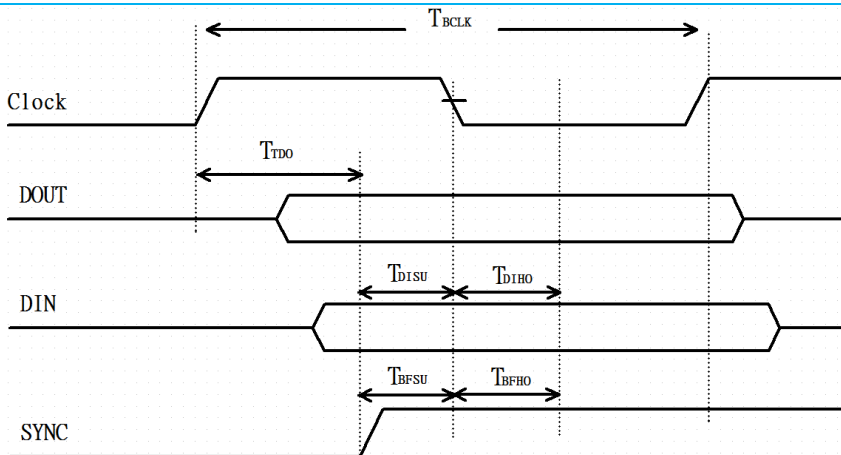 TBCLK
Clock
TTDO
DOUT
TDISU TDIHO
DIN
TBFSU TBFHO
SYNC